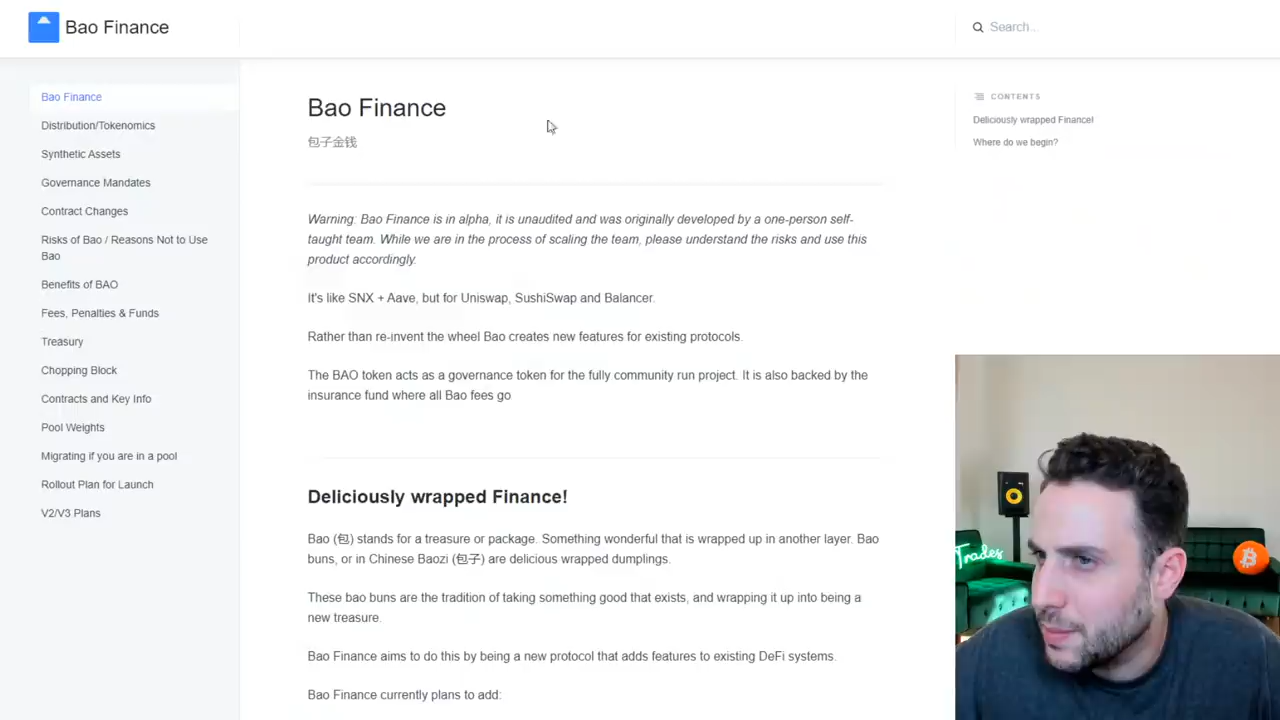 Bao Finance
Search...
Bao Finance
Distribution/Tokenomics
Synthetic Assets
Governance Mandates
Contract Changes
Risks of Bao / Reasons Not to Use
Bao
Benefits of BAO
Fees, Penalties & Funds
Treasury
Chopping Block
Contracts and Key Info
Pool Weights
Migrating if you are in a pool
Rollout Plan for Launch
V2/V3 Plans
Bao Finance
包子金钱
Warning: Bao Finance is in alpha, it is unaudited and was originally developed by a one-person self-
taught team. While we are in the process of scaling the team, please understand the risks and use this
product accordingly.
It's like SNX + Aave, but for Uniswap, SushiSwap and Balancer.
Rather than re-invent the wheel Bao creates new features for existing protocols.
The BAO token acts as a governance token for the fully community run project. It is also backed by the
insurance fund where all Bao fees go
Deliciously wrapped Finance!
Bao (包) stands for a treasure or package. Something wonderful that is wrapped up in another layer. Bao
buns, or in Chinese Baozi (包子) are delicious wrapped dumplings.
These bao buns are the tradition of taking something good that exists, and wrapping it up into being a
new treasure.
Bao Finance aims to do this by being a new protocol that adds features to existing DeFi systems.
Bao Finance currently plans to add:
CONTENTS
Deliciously wrapped Finance!
Where do we begin?
Trades